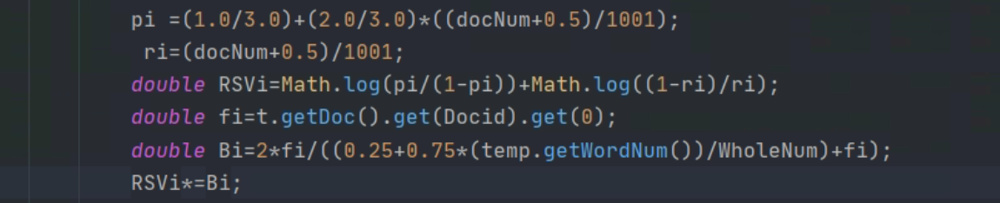 pi =(1.0/3.0)+(2.0/3.0)*((docNum+0.5)/1001);
ri=(docNum+0.5)/1001;
double RSVi=Math.log(pi/(1-pi))+Math.log((1-ri)/ri);
double fi=t.getDoc().get(Docid).get(0);
double Bi=2*fi/((0.25+0.75*(temp.getWordNum())/WholeNum)+fi);
RSVi*=Bi;